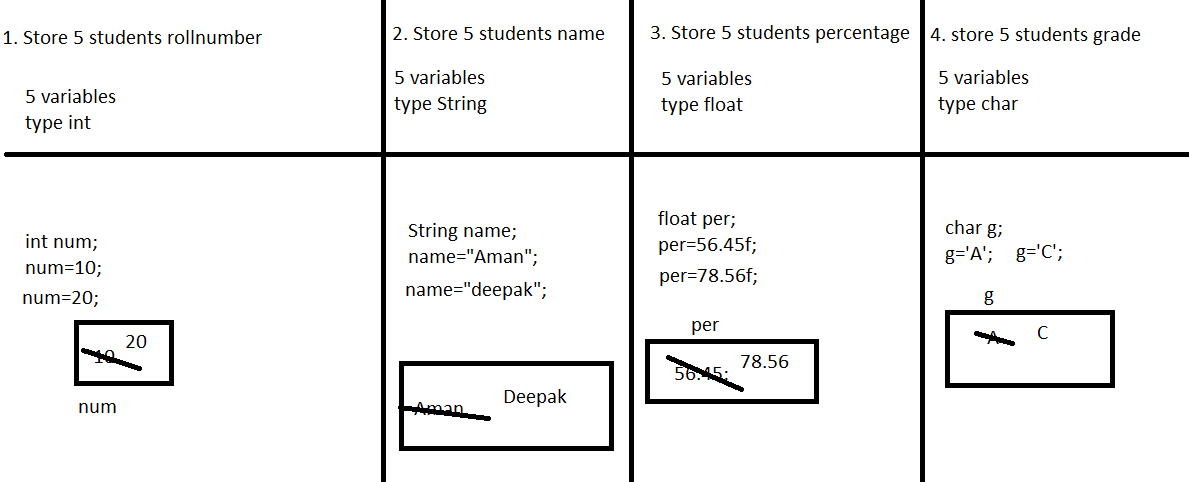 1. Store 5 students rollnumber
5 variables
type int
int num;
num=10;
num=20;
10 20
num
2. Store 5 students name
5 variables
type String
String name;
name="Aman";
name="deepak";
Aman Deepak
3. Store 5 students percentage
5 variables
type float
float per;
per=56.45f;
per=78.56f;
per
56.45; 78.56
4. store 5 students grade
5 variables
type char
char g;
g='A'; g='C';
g
A C